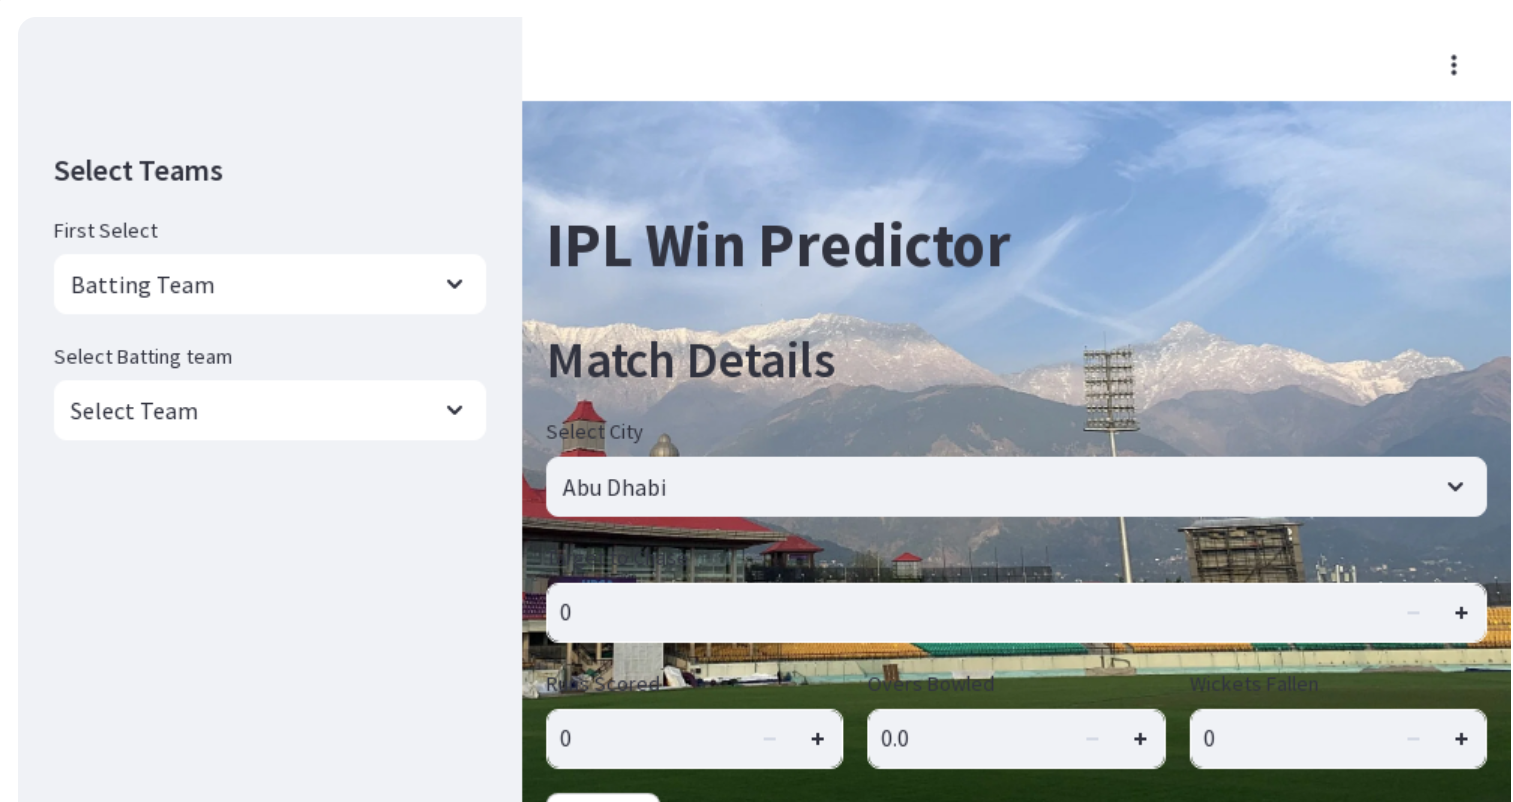 Select Teams
First Select
Batting Team
Select Batting team
Select Team
IPL Win Predictor
Match Details
Select City
Abu Dhabi
0
Runs Scored Overs Bowled Wickets Fallen
0 0.0 0